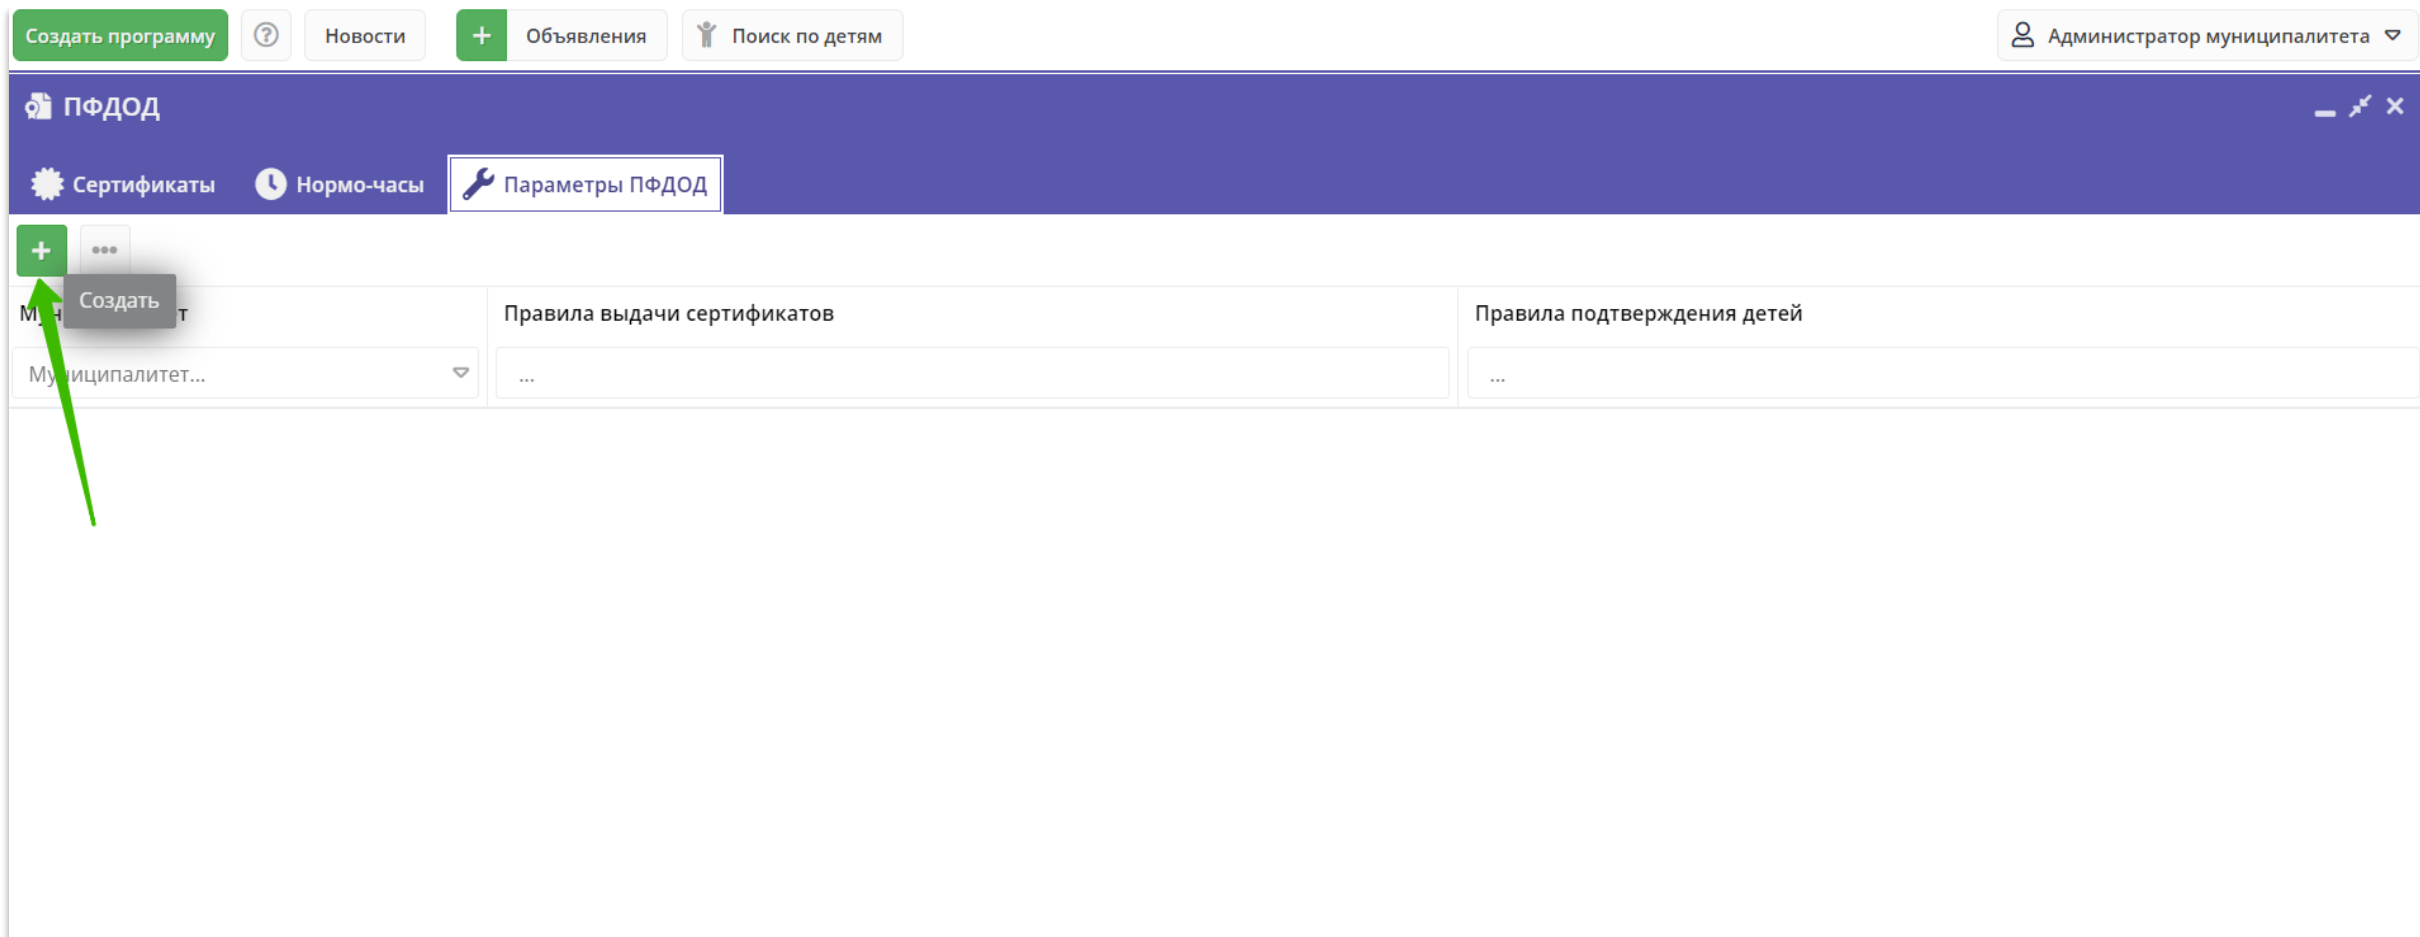 Создать программу
Новости
Объявления
Поиск по детям
Администратор муниципалитета
ПФДОД
Сертификаты
Нормо-часы
Параметры ПФДОД
Создать
Правила выдачи сертификатов
Правила подтверждения детей
Муниципалитет...
...
...